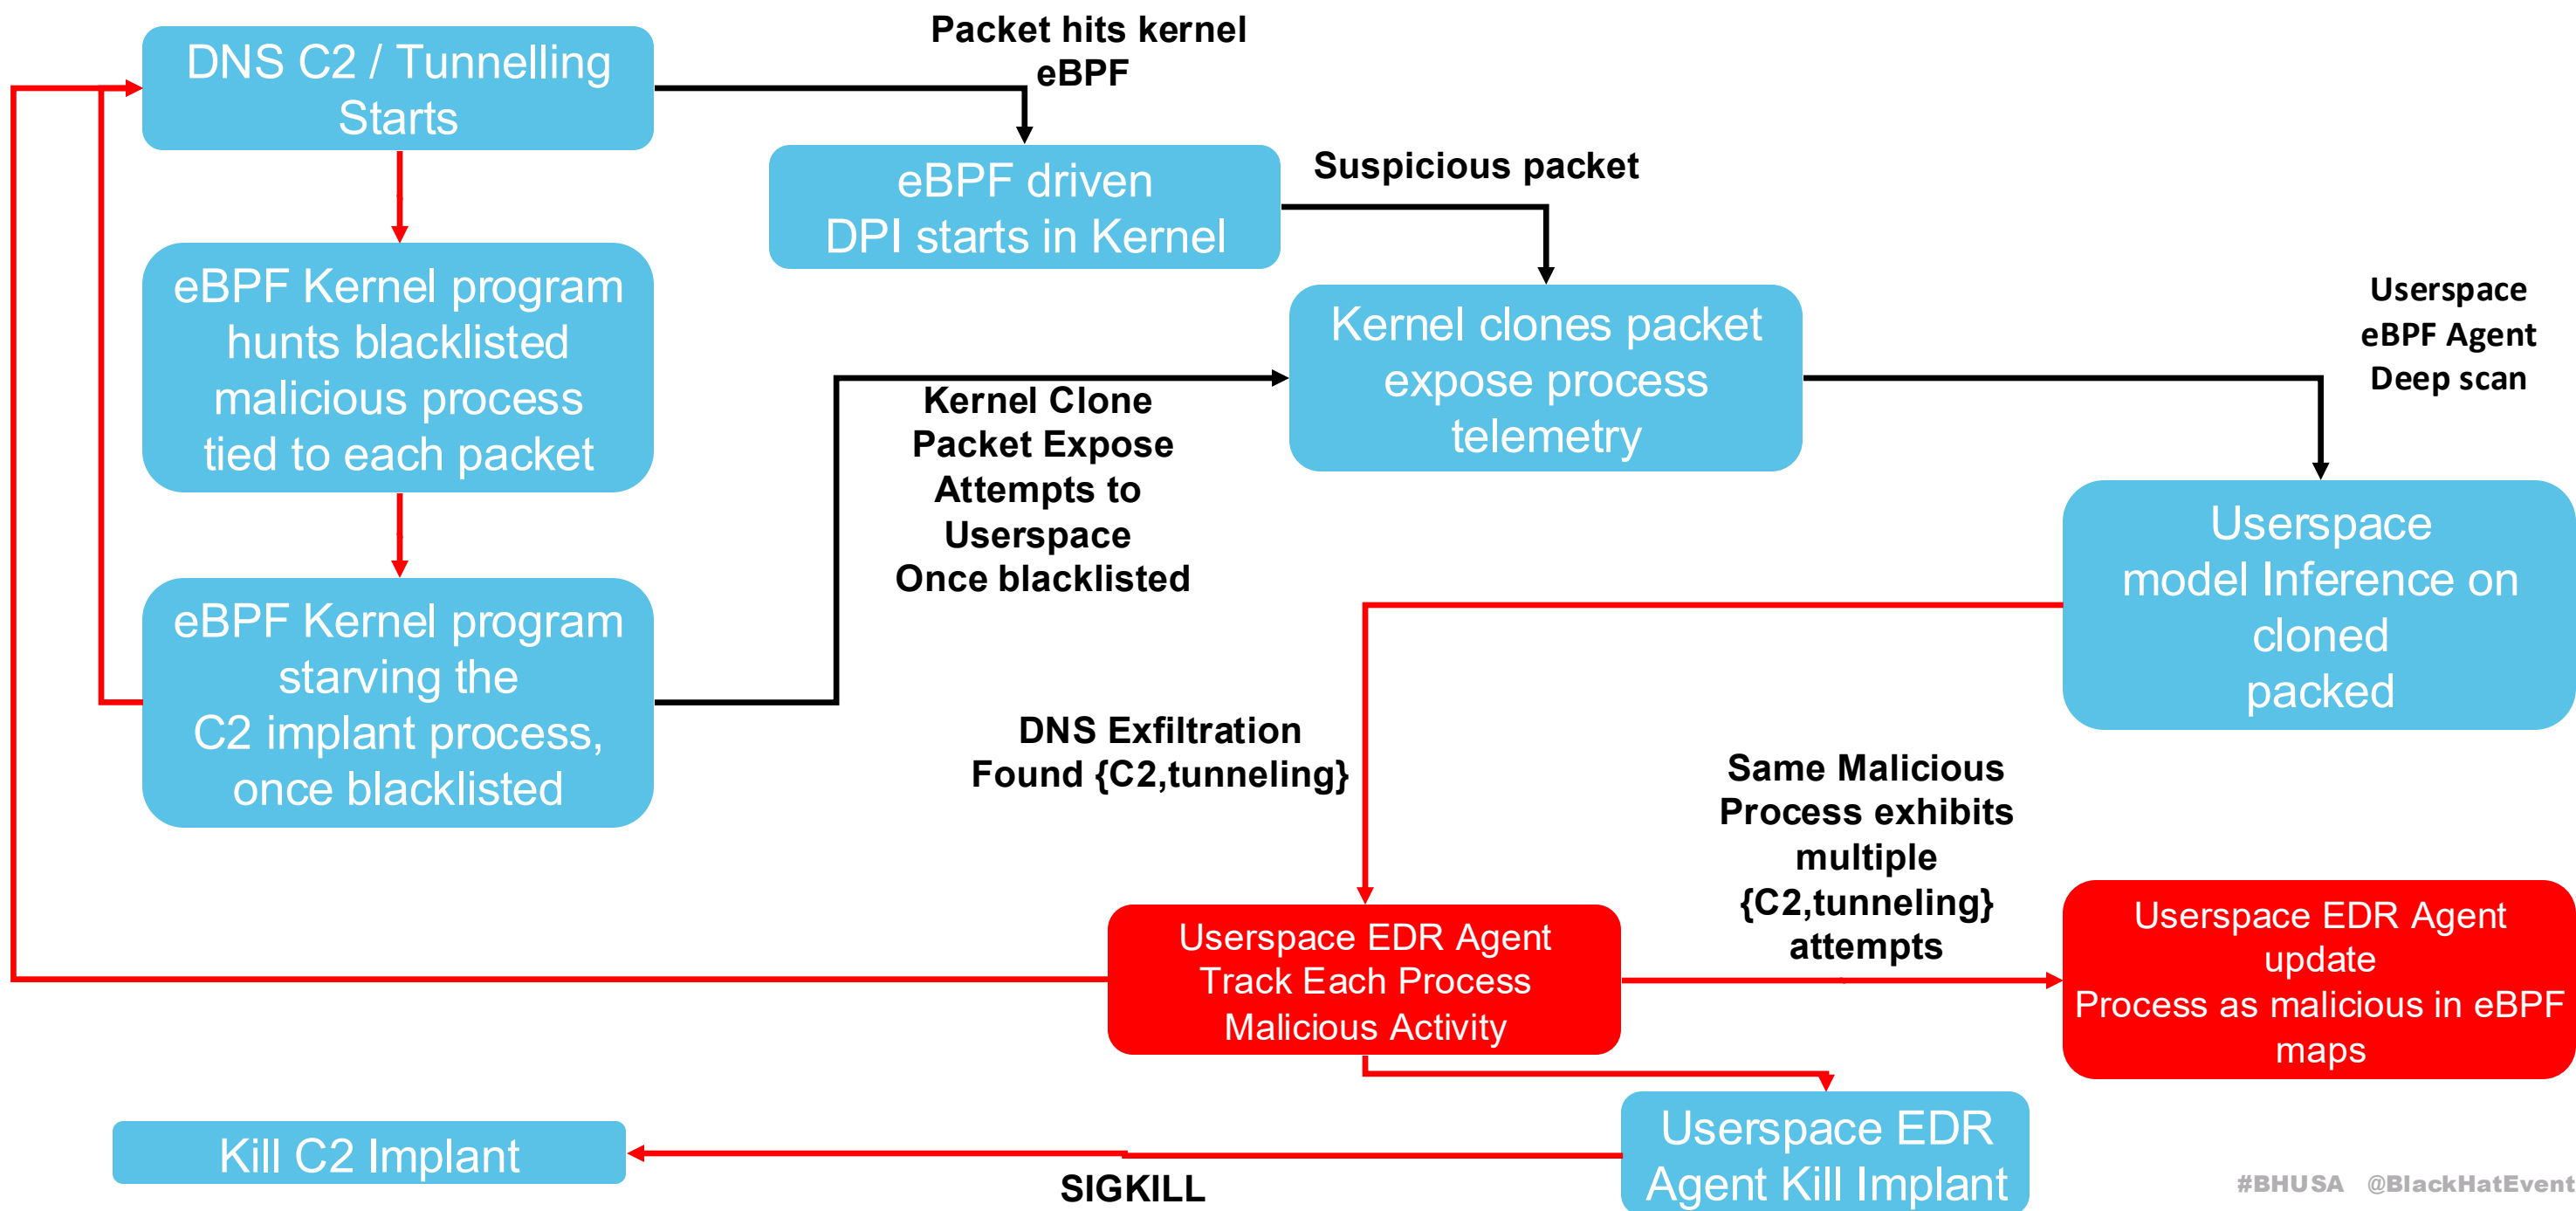 DNS C2 / Tunnelling
Starts
Packet hits kernel
eBPF
eBPF driven
DPI starts in Kernel
Suspicious packet
eBPF Kernel program
hunts blacklisted
malicious process
tied to each packet
Kernel clones packet
expose process
telemetry
Userspace
eBPF Agent
Deep scan
Kernel Clone
Packet Expose
Attempts to
Userspace
Once blacklisted
Userspace
model Inference on
cloned
packed
eBPF Kernel program
starving the
C2 implant process,
once blacklisted
DNS Exfiltration
Found {C2,tunneling}
Same Malicious
Process exhibits
multiple
{C2,tunneling}
attempts
Userspace EDR Agent
Track Each Process
Malicious Activity
Userspace EDR Agent
update
Process as malicious in eBPF
maps
Kill C2 Implant
SIGKILL
Userspace EDR
Agent Kill Implant
#BHUSA @BlackHatEvents